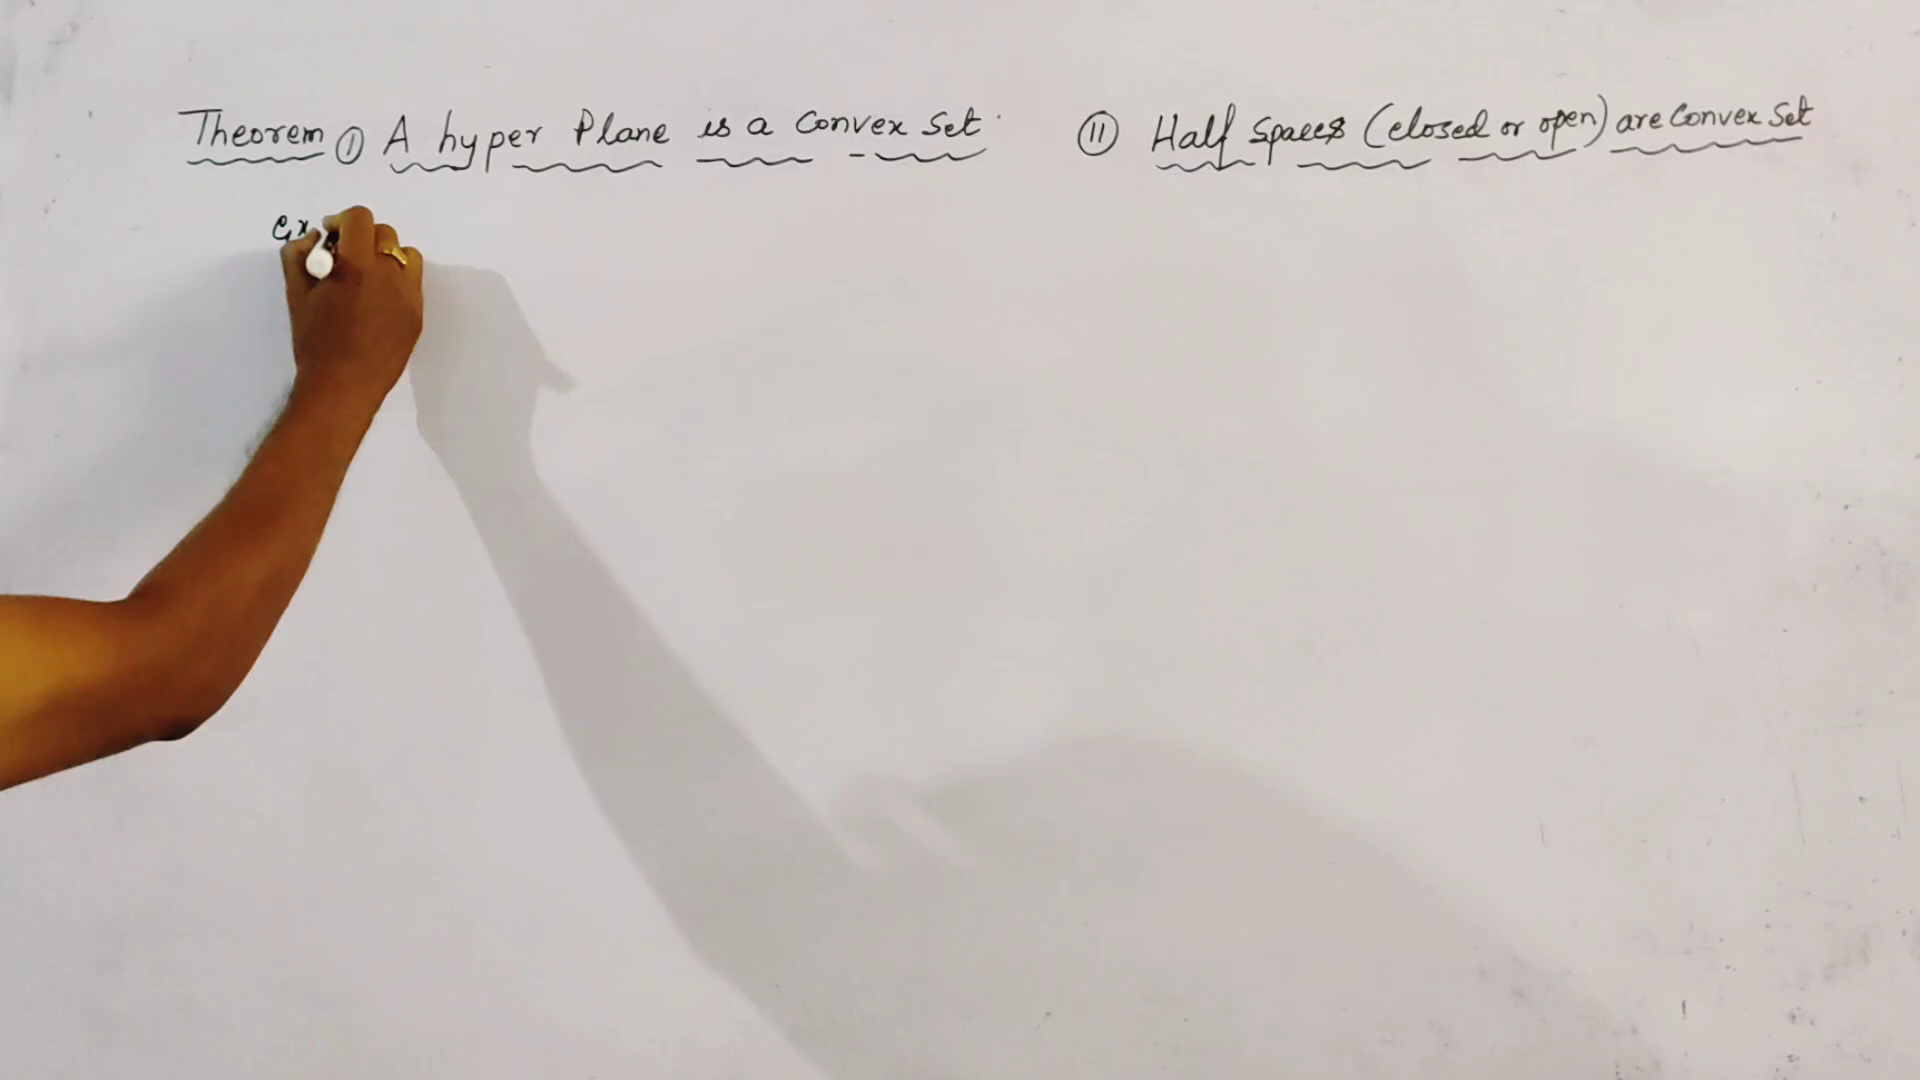 Theorem ① A hyper Plane is a Convex Set. ⑪ Half Spaces (closed or open) are Convex Set